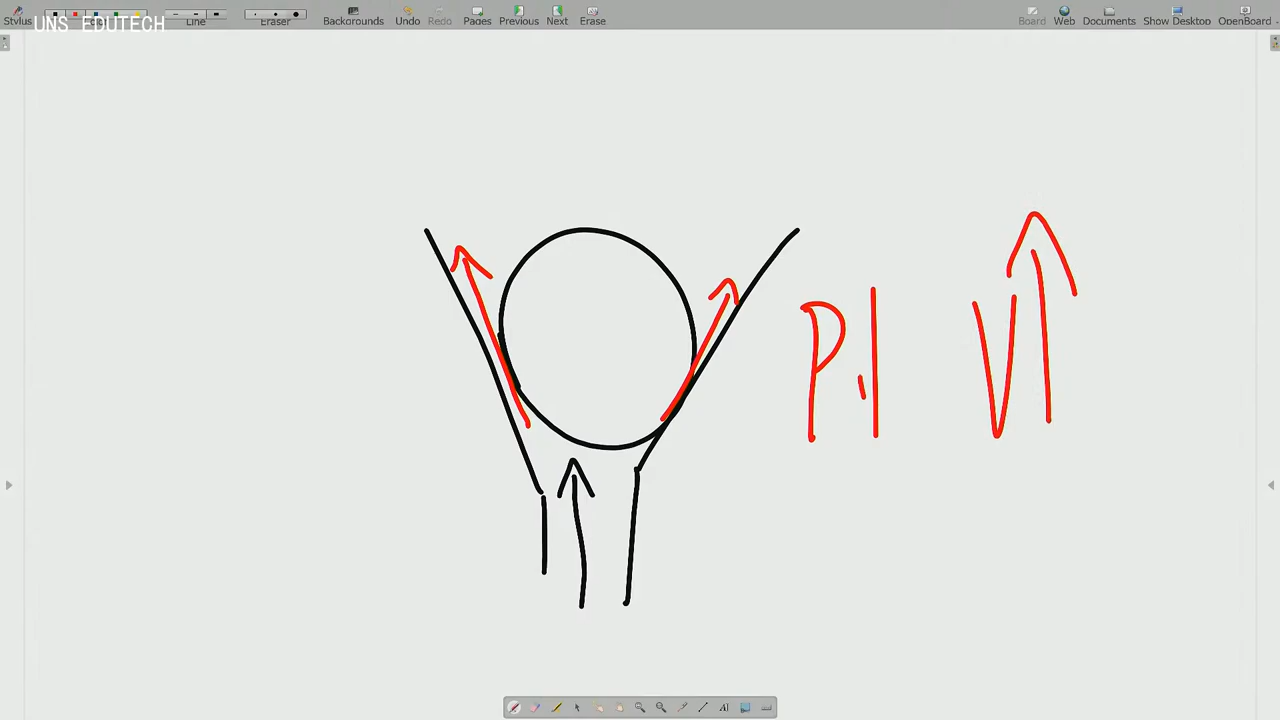 Stylus
Line
Eraser
Backgrounds
Undo
Redo
Pages
Previous
Next
Erase
Board
Web
Documents
Show Desktop
OpenBoard
UNS EDUTECH
P↓ V↑